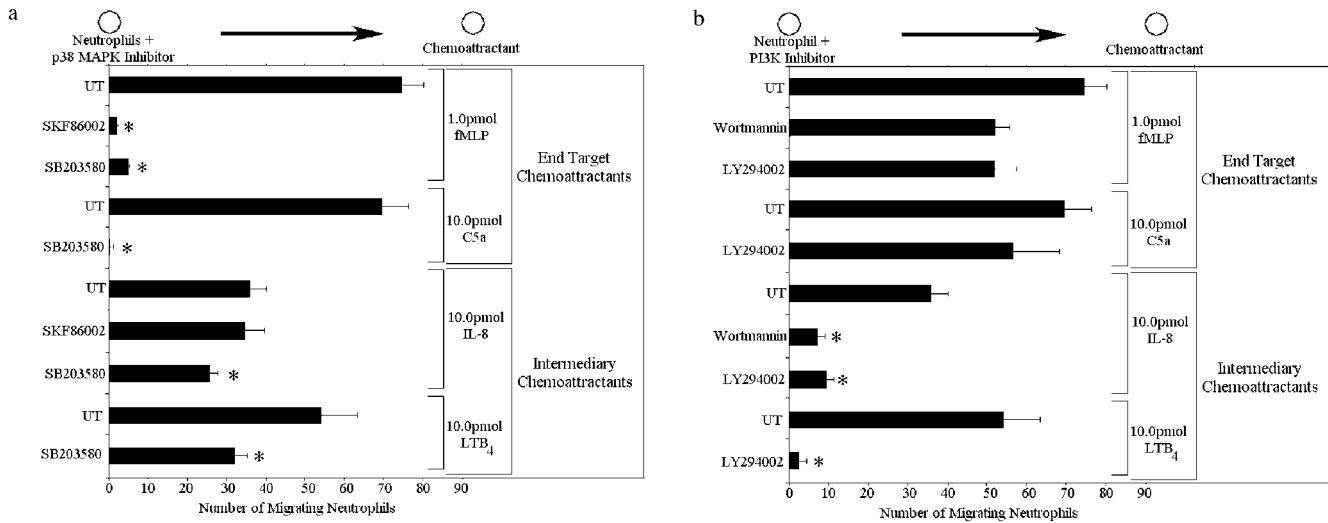 a
Neutrophils +
p38 MAPK Inhibitor
Chemoattractant
UT
SKF86002 *
SB203580 *
1.0pmol
fMLP
UT
SB203580 *
10.0pmol
C5a
End Target
Chemoattractants
UT
SKF86002
SB203580 *
10.0pmol
IL-8
UT
SB203580 *
10.0pmol
LTB4
Intermediary
Chemoattractants
0 10 20 30 40 50 60 70 80 90
Number of Migrating Neutrophils
b
Neutrophil +
PI3K Inhibitor
Chemoattractant
UT
Wortmannin
LY294002
1.0pmol
fMLP
UT
LY294002
10.0pmol
C5a
End Target
Chemoattractants
UT
Wortmannin *
LY294002 *
10.0pmol
IL-8
UT
LY294002 *
10.0pmol
LTB4
Intermediary
Chemoattractants
0 10 20 30 40 50 60 70 80 90
Number of Migrating Neutrophils